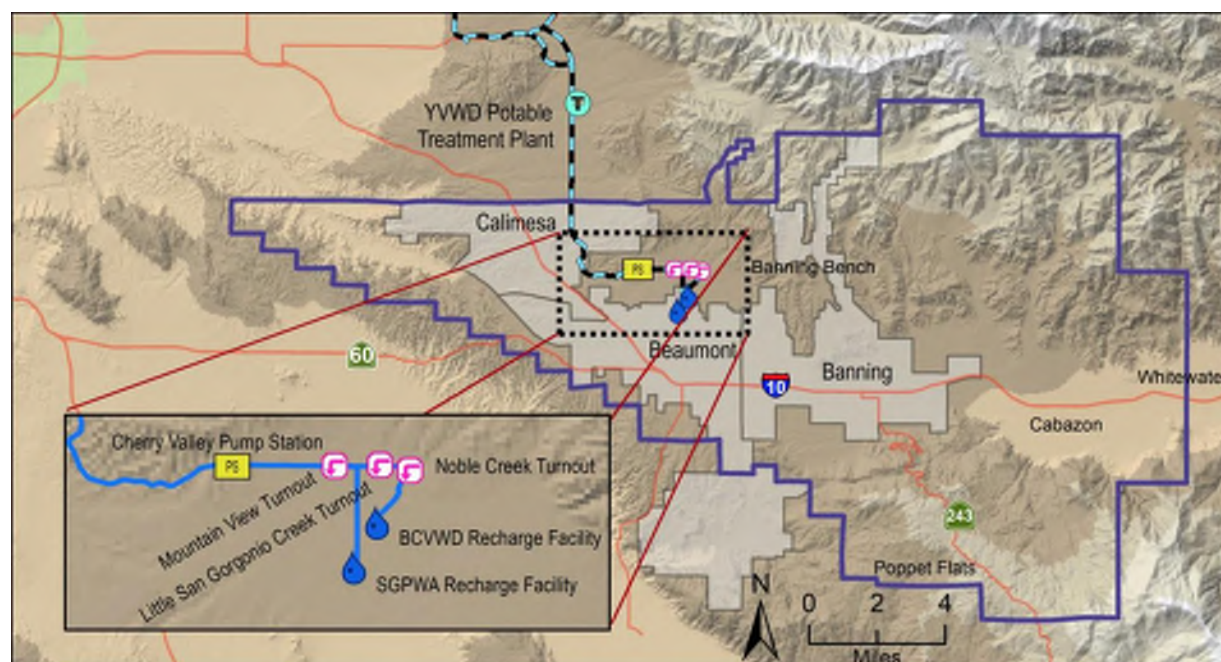 YVWD Potable
Treatment Plant
T
Calimesa
PS
Banning Bench
Beaumont
Banning
10
60
Whitewate
Cabazon
Cherry Valley Pump Station
PS
Noble Creek Turnout
Mountain View Turnout
Little San Gorgonio Creek Turnout
BCVWD Recharge Facility
SGPWA Recharge Facility
243
Poppet Flats
N
0 2 4
Miles